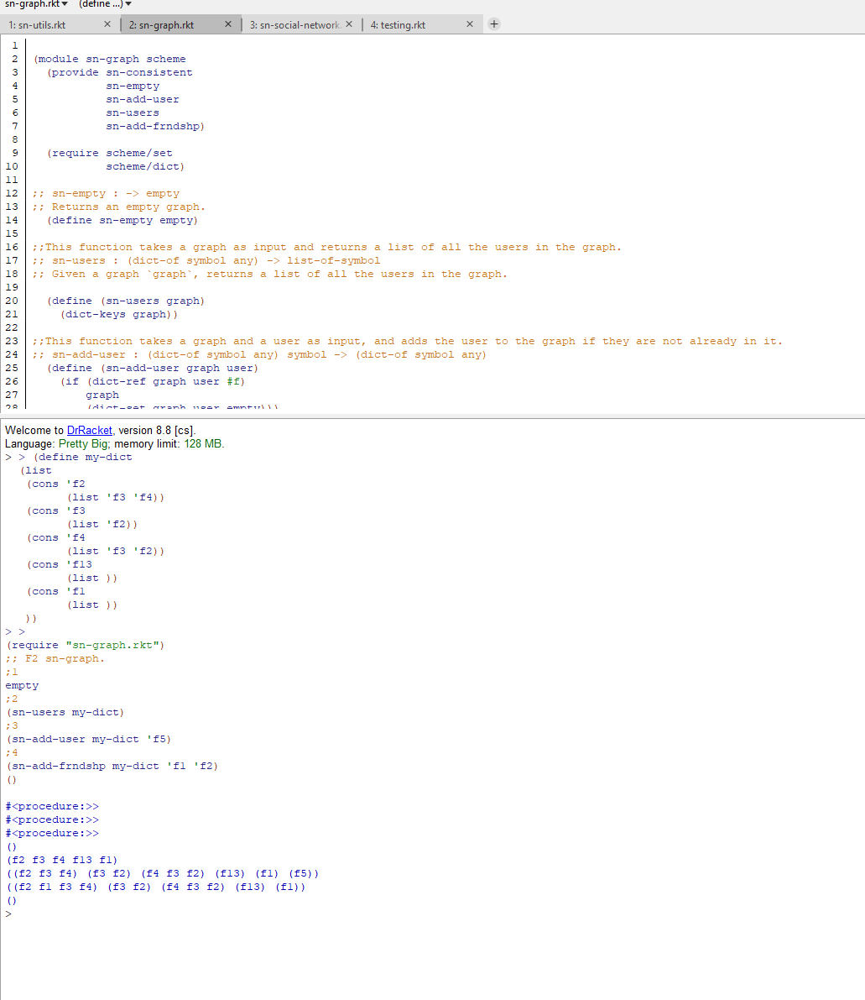 sn-graph.rkt▾ (define ...)▾
1: sn-utils.rkt × 2: sn-graph.rkt × 3: sn-social-network. × 4: testing.rkt × +
1
2 (module sn-graph scheme
3 (provide sn-consistent
4 sn-empty
5 sn-add-user
6 sn-users
7 sn-add-frndshp)
8
9 (require scheme/set
10 scheme/dict)
11
12 ;; sn-empty : -> empty
13 ;; Returns an empty graph.
14 (define sn-empty empty)
15
16 ;;This function takes a graph as input and returns a list of all the users in the graph.
17 ;; sn-users : (dict-of symbol any) -> list-of-symbol
18 ;; Given a graph `graph`, returns a list of all the users in the graph.
19
20 (define (sn-users graph)
21 (dict-keys graph))
22
23 ;;This function takes a graph and a user as input, and adds the user to the graph if they are not already in it.
24 ;; sn-add-user : (dict-of symbol any) symbol -> (dict-of symbol any)
25 (define (sn-add-user graph user)
26 (if (dict-ref graph user #f)
27 graph
28 (dict-set graph user empty)))
Welcome to DrRacket, version 8.8 [cs].
Language: Pretty Big; memory limit: 128 MB.
> > (define my-dict
(list
(cons 'f2
(list 'f3 'f4))
(cons 'f3
(list 'f2))
(cons 'f4
(list 'f3 'f2))
(cons 'f13
(list ))
(cons 'f1
(list ))
))
> >
(require "sn-graph.rkt")
;; F2 sn-graph.
;1
empty
;2
(sn-users my-dict)
;3
(sn-add-user my-dict 'f5)
;4
(sn-add-frndshp my-dict 'f1 'f2)
()
#<procedure:>>
#<procedure:>>
#<procedure:>>
()
(f2 f3 f4 f13 f1)
((f2 f3 f4) (f3 f2) (f4 f3 f2) (f13) (f1) (f5))
((f2 f1 f3 f4) (f3 f2) (f4 f3 f2) (f13) (f1))
()
>